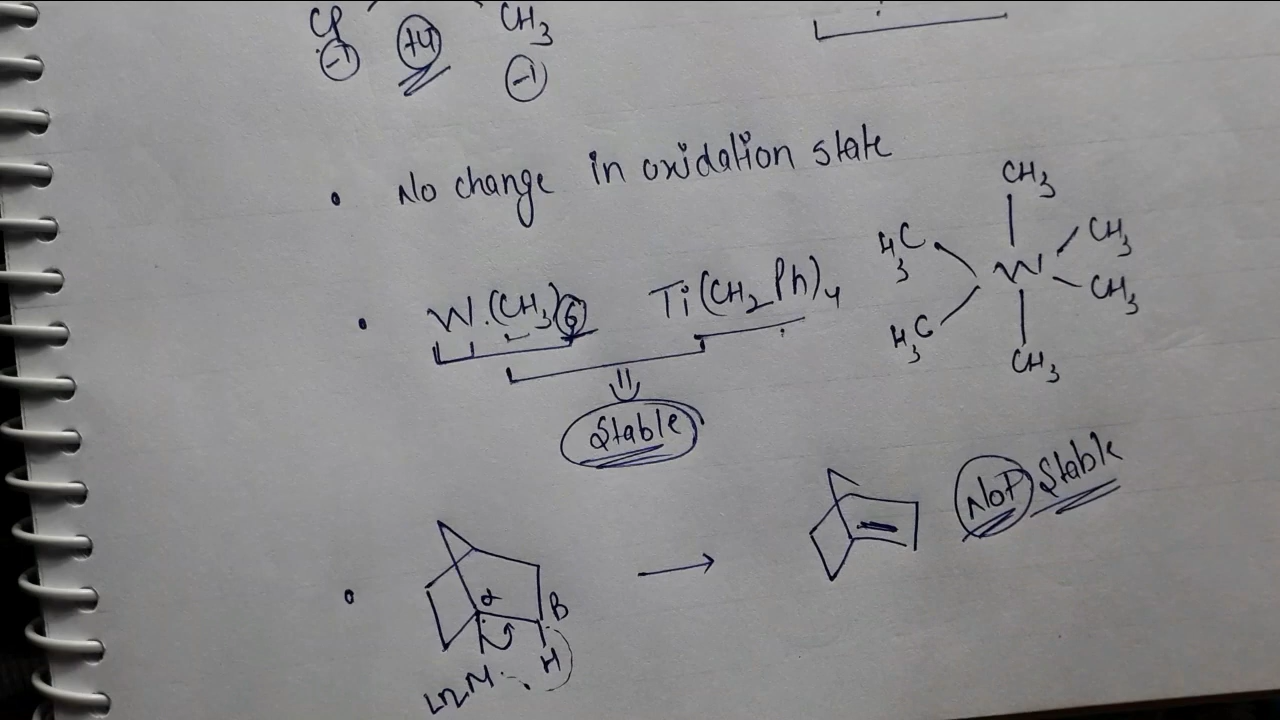 Cp CH3
-1 +4 -1
• No change in oxidation state
• W.(CH3)6 Ti(CH2Ph)4
Stable
CH3
H3C CH3
W
H3C CH3
CH3
• α β
LnM H
Not Stable